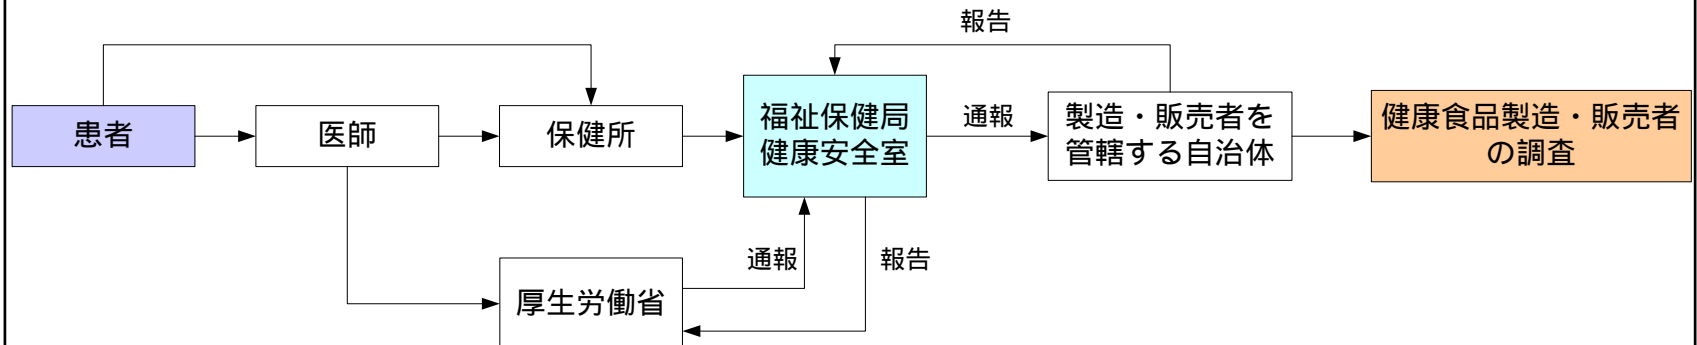 報告
患者
医師
保健所
福祉保健局
健康安全室
通報
製造・販売者を
管轄する自治体
健康食品製造・販売者
の調査
通報
報告
厚生労働省